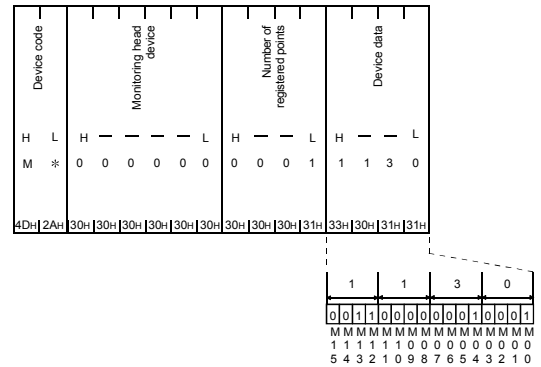 Device code
Monitoring head
device
Number of
registered points
Device data
H L H — — — — L H — — L H — — L
M * 0 0 0 0 0 0 0 0 0 1 1 1 3 0
4DH 2AH 30H 30H 30H 30H 30H 30H 30H 30H 30H 31H 33H 30H 31H 31H
1 1 3 0
0 0 1 1 0 0 0 0 0 0 0 1 0 0 0 1
M M M M M M M M M M M M M M M M
1 1 1 1 1 1 0 0 0 0 0 0 0 0 0 0
5 4 3 2 1 0 9 8 7 6 5 4 3 2 1 0